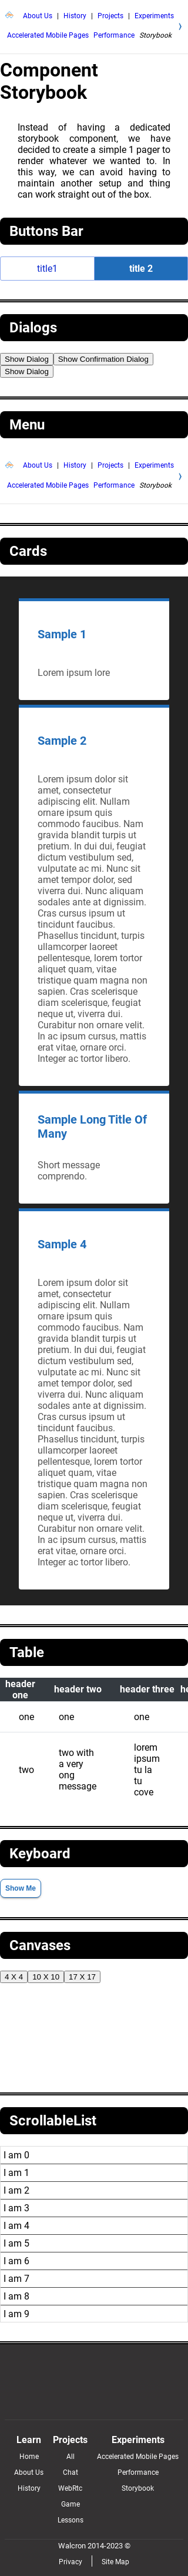 About Us | History | Projects | Experiments
Accelerated Mobile Pages Performance Storybook
Component
Storybook
Instead of having a dedicated
storybook component, we have
decided to create a simple 1 pager to
render whatever we wanted to. In
this way, we can avoid having to
maintain another setup and thing
can work straight out of the box.
Buttons Bar
title1 title 2
Dialogs
Show Dialog Show Confirmation Dialog
Show Dialog
Menu
About Us | History | Projects | Experiments
Accelerated Mobile Pages Performance Storybook
Cards
Sample 1
Lorem ipsum lore
Sample 2
Lorem ipsum dolor sit
amet, consectetur
adipiscing elit. Nullam
ornare ipsum quis
commodo faucibus. Nam
gravida blandit turpis ut
pretium. In dui dui, feugiat
dictum vestibulum sed,
vulputate ac mi. Nunc sit
amet tempor dolor, sed
viverra dui. Nunc aliquam
sodales ante at dignissim.
Cras cursus ipsum ut
tincidunt faucibus.
Phasellus tincidunt, turpis
ullamcorper laoreet
pellentesque, lorem tortor
aliquet quam, vitae
tristique quam magna non
sapien. Cras scelerisque
diam scelerisque, feugiat
neque ut, viverra dui.
Curabitur non ornare velit.
In ac ipsum cursus, mattis
erat vitae, ornare orci.
Integer ac tortor libero.
Sample Long Title Of
Many
Short message
comprendo.
Sample 4
Lorem ipsum dolor sit
amet, consectetur
adipiscing elit. Nullam
ornare ipsum quis
commodo faucibus. Nam
gravida blandit turpis ut
pretium. In dui dui, feugiat
dictum vestibulum sed,
vulputate ac mi. Nunc sit
amet tempor dolor, sed
viverra dui. Nunc aliquam
sodales ante at dignissim.
Cras cursus ipsum ut
tincidunt faucibus.
Phasellus tincidunt, turpis
ullamcorper laoreet
pellentesque, lorem tortor
aliquet quam, vitae
tristique quam magna non
sapien. Cras scelerisque
diam scelerisque, feugiat
neque ut, viverra dui.
Curabitur non ornare velit.
In ac ipsum cursus, mattis
erat vitae, ornare orci.
Integer ac tortor libero.
Table
header
one header two header three he
one one one
two
two with
a very
ong
message
lorem
ipsum
tu la
tu
cove
Keyboard
Show Me
Canvases
4 X 4 10 X 10 17 X 17
ScrollableList
I am 0
I am 1
I am 2
I am 3
I am 4
I am 5
I am 6
I am 7
I am 8
I am 9
Learn Projects Experiments
Home All Accelerated Mobile Pages
About Us Chat Performance
History WebRtc Storybook
Game
Lessons
Walcron 2014-2023 ©
Privacy Site Map